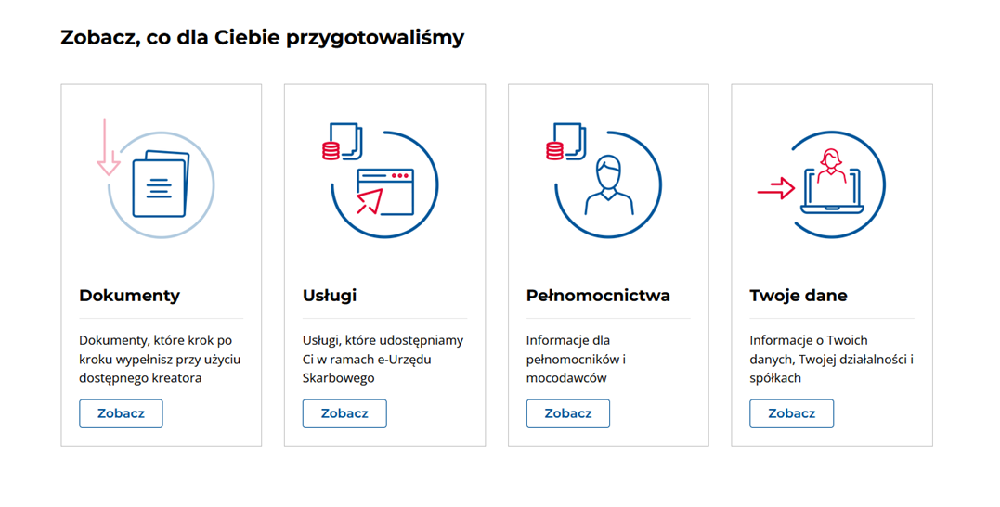 Zobacz, co dla Ciebie przygotowaliśmy
Dokumenty
Dokumenty, które krok po
kroku wypełnisz przy użyciu
dostępnego kreatora
Zobacz
Usługi
Usługi, które udostępniamy
Ci w ramach e-Urzędu
Skarbowego
Zobacz
Pełnomocnictwa
Informacje dla
pełnomocników i
mocodawców
Zobacz
Twoje dane
Informacje o Twoich
danych, Twojej działalności i
spółkach
Zobacz